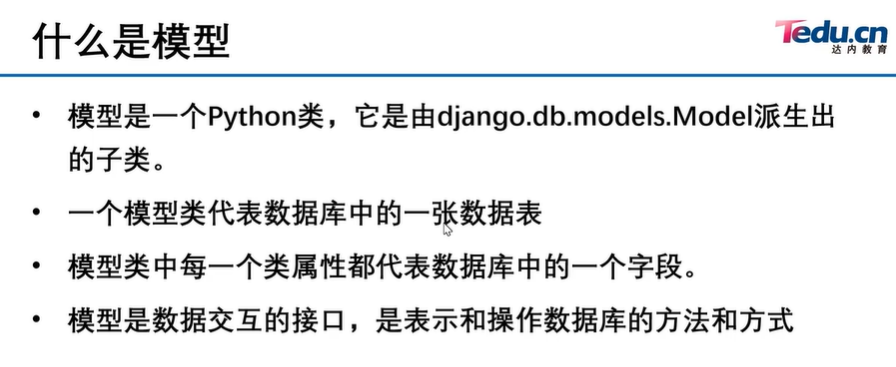 什么是模型
Tedu.cn
达内教育
• 模型是一个Python类，它是由django.db.models.Model派生出
的子类。
• 一个模型类代表数据库中的一张数据表
• 模型类中每一个类属性都代表数据库中的一个字段。
• 模型是数据交互的接口，是表示和操作数据库的方法和方式